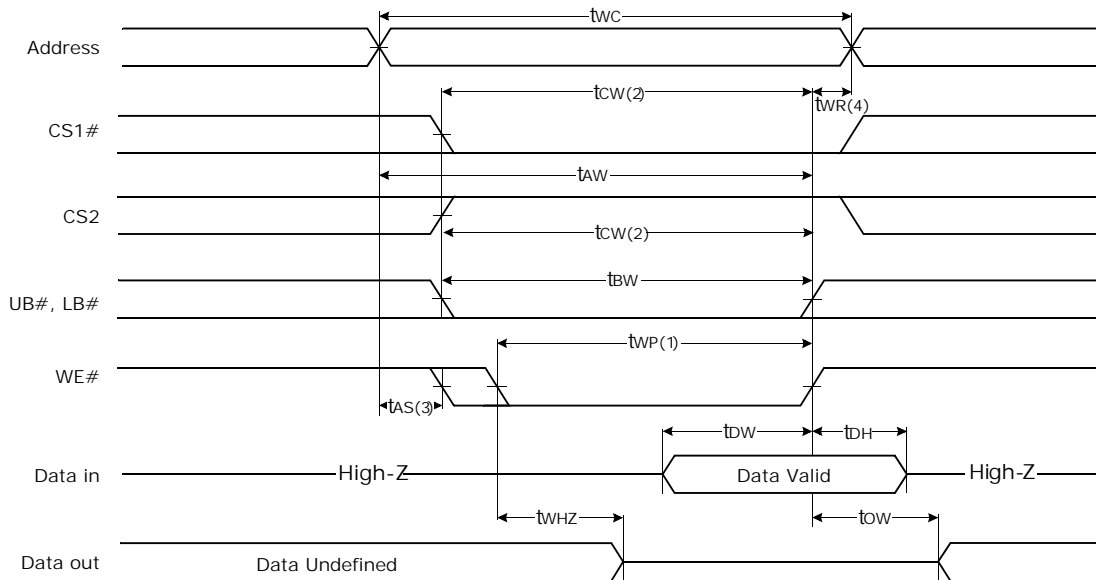 tWC
Address
tCW(2)
tWR(4)
CS1#
tAW
CS2
tCW(2)
tBW
UB#, LB#
tWP(1)
WE#
tAS(3)
tDW
tDH
Data in
High-Z
Data Valid
High-Z
tWHZ
tOW
Data out
Data Undefined